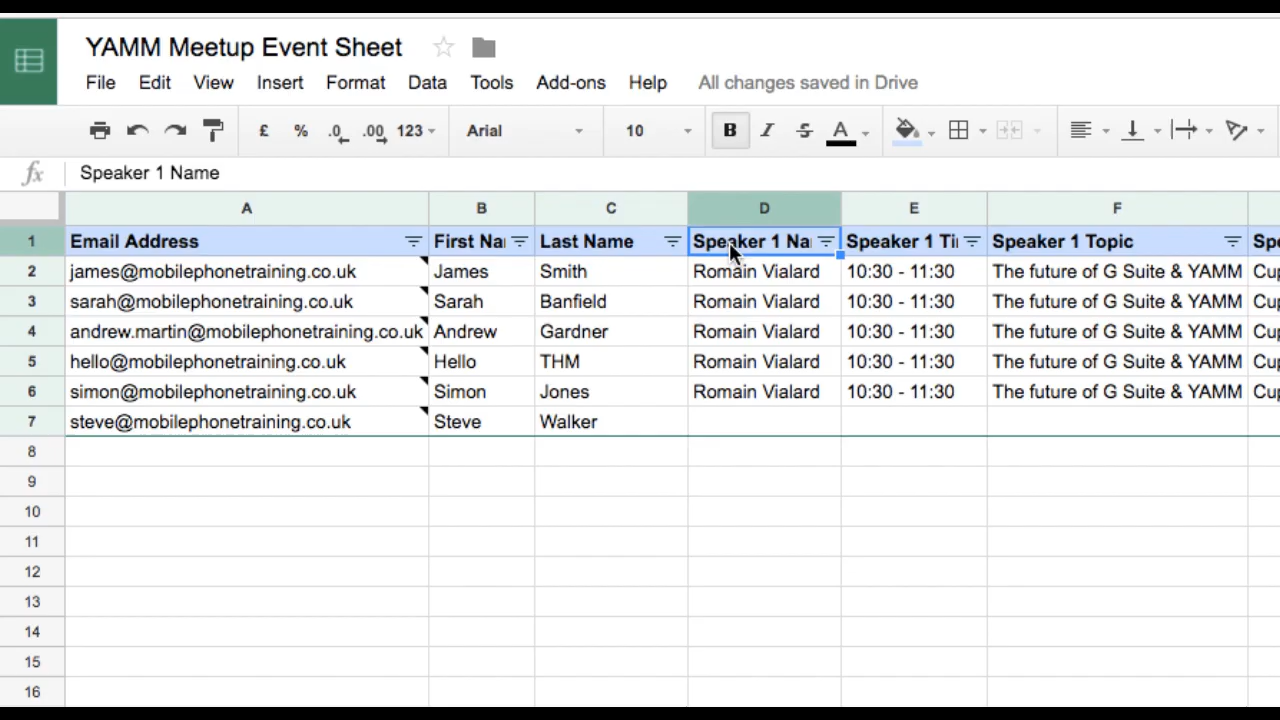 YAMM Meetup Event Sheet
File Edit View Insert Format Data Tools Add-ons Help All changes saved in Drive
£ % .0 .00 123 Arial 10 B I S A
fx Speaker 1 Name
A B C D E F
1 Email Address First Na Last Name Speaker 1 Na Speaker 1 Ti Speaker 1 Topic Spe
2 james@mobilephonetraining.co.uk James Smith Romain Vialard 10:30 - 11:30 The future of G Suite & YAMM Cup
3 sarah@mobilephonetraining.co.uk Sarah Banfield Romain Vialard 10:30 - 11:30 The future of G Suite & YAMM Cup
4 andrew.martin@mobilephonetraining.co.uk Andrew Gardner Romain Vialard 10:30 - 11:30 The future of G Suite & YAMM Cup
5 hello@mobilephonetraining.co.uk Hello THM Romain Vialard 10:30 - 11:30 The future of G Suite & YAMM Cup
6 simon@mobilephonetraining.co.uk Simon Jones Romain Vialard 10:30 - 11:30 The future of G Suite & YAMM Cup
7 steve@mobilephonetraining.co.uk Steve Walker
8
9
10
11
12
13
14
15
16